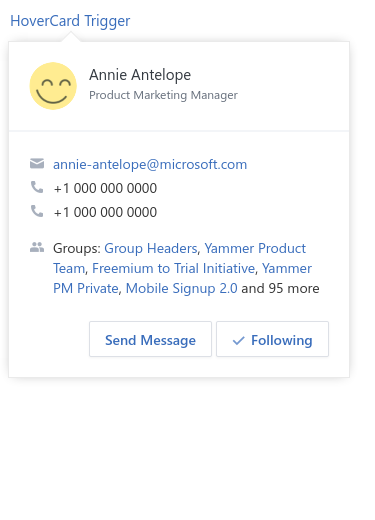 HoverCard Trigger
Annie Antelope
Product Marketing Manager
annie-antelope@microsoft.com
+1 000 000 0000
+1 000 000 0000
Groups: Group Headers, Yammer Product
Team, Freemium to Trial Initiative, Yammer
PM Private, Mobile Signup 2.0 and 95 more
Send Message
Following